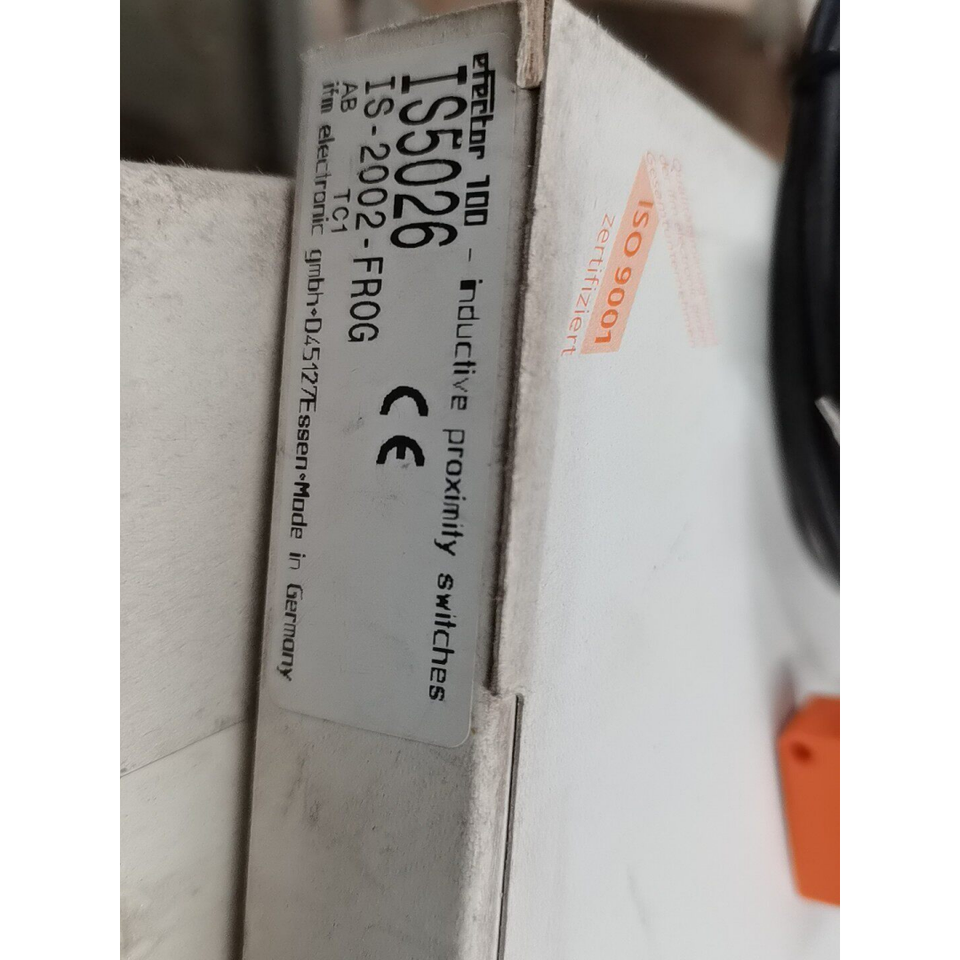 efector 100 - inductive proximity switches
IS5026
IS-2002-FROG
AB TC1
ifm electronic gmbh•D45127Essen•Made in Germany
ISO 9001
zertifiziert